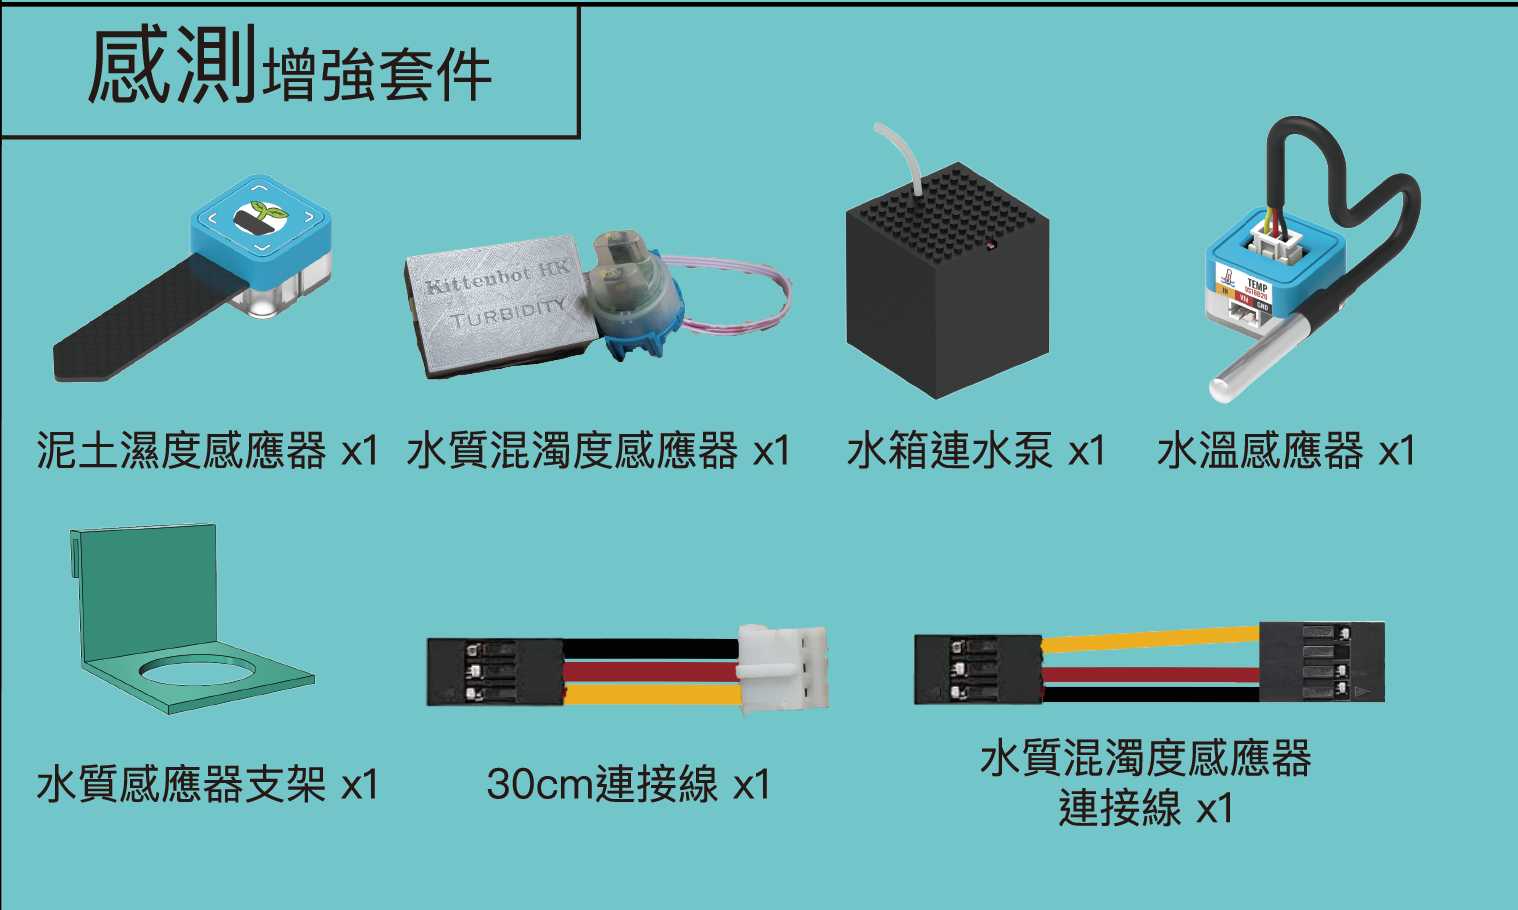 感測增強套件
Kittenbot HK
TURBIDITY
TEMP
DS18B20
IN VIN GND
泥土濕度感應器 x1
水質混濁度感應器 x1
水箱連水泵 x1
水溫感應器 x1
水質感應器支架 x1
30cm連接線 x1
水質混濁度感應器
連接線 x1